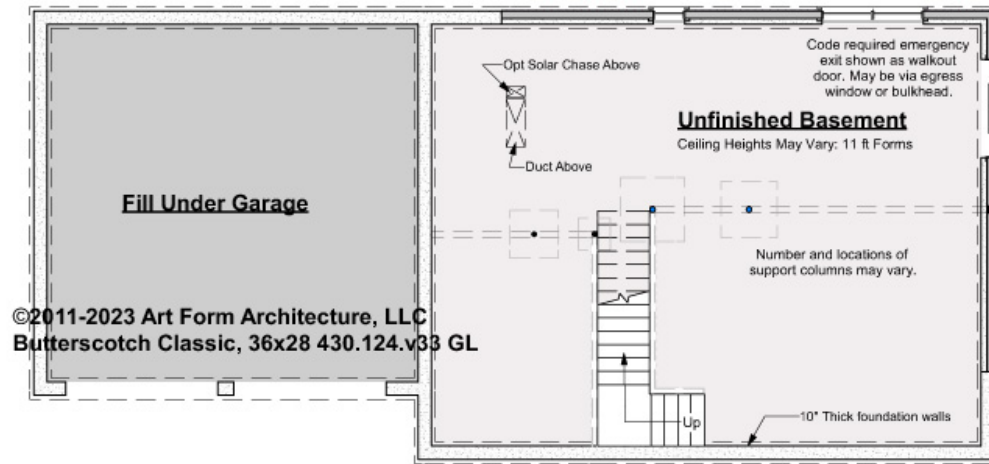 Code required emergency
exit shown as walkout
door. May be via egress
window or bulkhead.
Opt Solar Chase Above
Unfinished Basement
Ceiling Heights May Vary: 11 ft Forms
Duct Above
Fill Under Garage
Number and locations of
support columns may vary.
©2011-2023 Art Form Architecture, LLC
Butterscotch Classic, 36x28 430.124.v33 GL
Up
10" Thick foundation walls